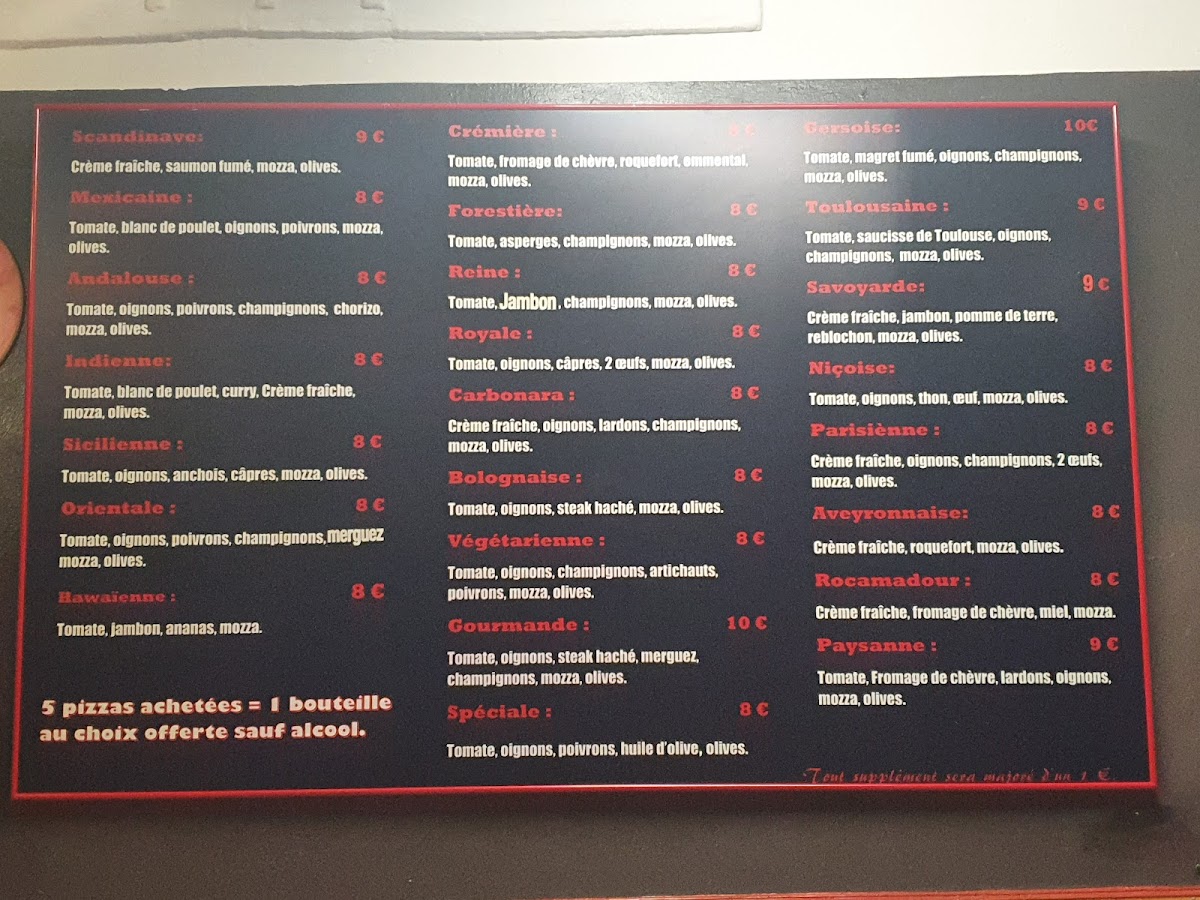 Scandinave: 9 €
Crème fraîche, saumon fumé, mozza, olives.
Mexicaine : 8 €
Tomate, blanc de poulet, oignons, poivrons, mozza,
olives.
Andalouse : 8 €
Tomate, oignons, poivrons, champignons, chorizo,
mozza, olives.
Indienne: 8 €
Tomate, blanc de poulet, curry, Crème fraîche,
mozza, olives.
Sicilienne : 8 €
Tomate, oignons, anchois, câpres, mozza, olives.
Orientale : 8 €
Tomate, oignons, poivrons, champignons, merguez
mozza, olives.
Hawaïenne : 8 €
Tomate, jambon, ananas, mozza.
5 pizzas achetées = 1 bouteille
au choix offerte sauf alcool.
Crémière : €
Tomate, fromage de chèvre, roquefort, emmental,
mozza, olives.
Forestière: 8 €
Tomate, asperges, champignons, mozza, olives.
Reine : 8 €
Tomate, Jambon , champignons, mozza, olives.
Royale : 8 €
Tomate, oignons, câpres, 2 œufs, mozza, olives.
Carbonara : 8 €
Crème fraîche, oignons, lardons, champignons,
mozza, olives.
Bolognaise : 8 €
Tomate, oignons, steak haché, mozza, olives.
Végétarienne : 8 €
Tomate, oignons, champignons, artichauts,
poivrons, mozza, olives.
Gourmande : 10 €
Tomate, oignons, steak haché, merguez,
champignons, mozza, olives.
Spéciale : 8 €
Tomate, oignons, poivrons, huile d'olive, olives.
Gersoise: 10€
Tomate, magret fumé, oignons, champignons,
mozza, olives.
Toulousaine : 9 €
Tomate, saucisse de Toulouse, oignons,
champignons, mozza, olives.
Savoyarde: 9 €
Crème fraîche, jambon, pomme de terre,
reblochon, mozza, olives.
Niçoise: 8 €
Tomate, oignons, thon, œuf, mozza, olives.
Parisiènne : 8 €
Crème fraîche, oignons, champignons, 2 œufs,
mozza, olives.
Aveyronnaise: 8 €
Crème fraîche, roquefort, mozza, olives.
Rocamadour : 8 €
Crème fraîche, fromage de chèvre, miel, mozza.
Paysanne : 9 €
Tomate, Fromage de chèvre, lardons, oignons,
mozza, olives.
Tout supplément sera majoré d'un 1 €